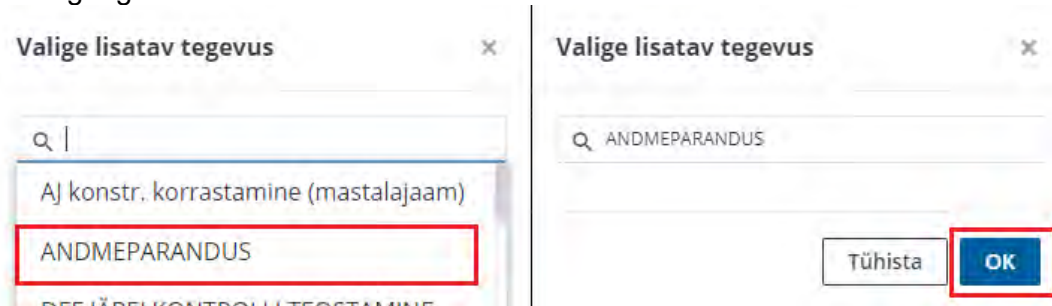 Valige lisatav tegevus
AJ konstr. korrastamine (mastalajaam)
ANDMEPARANDUS
Valige lisatav tegevus
ANDMEPARANDUS
Tühista
OK